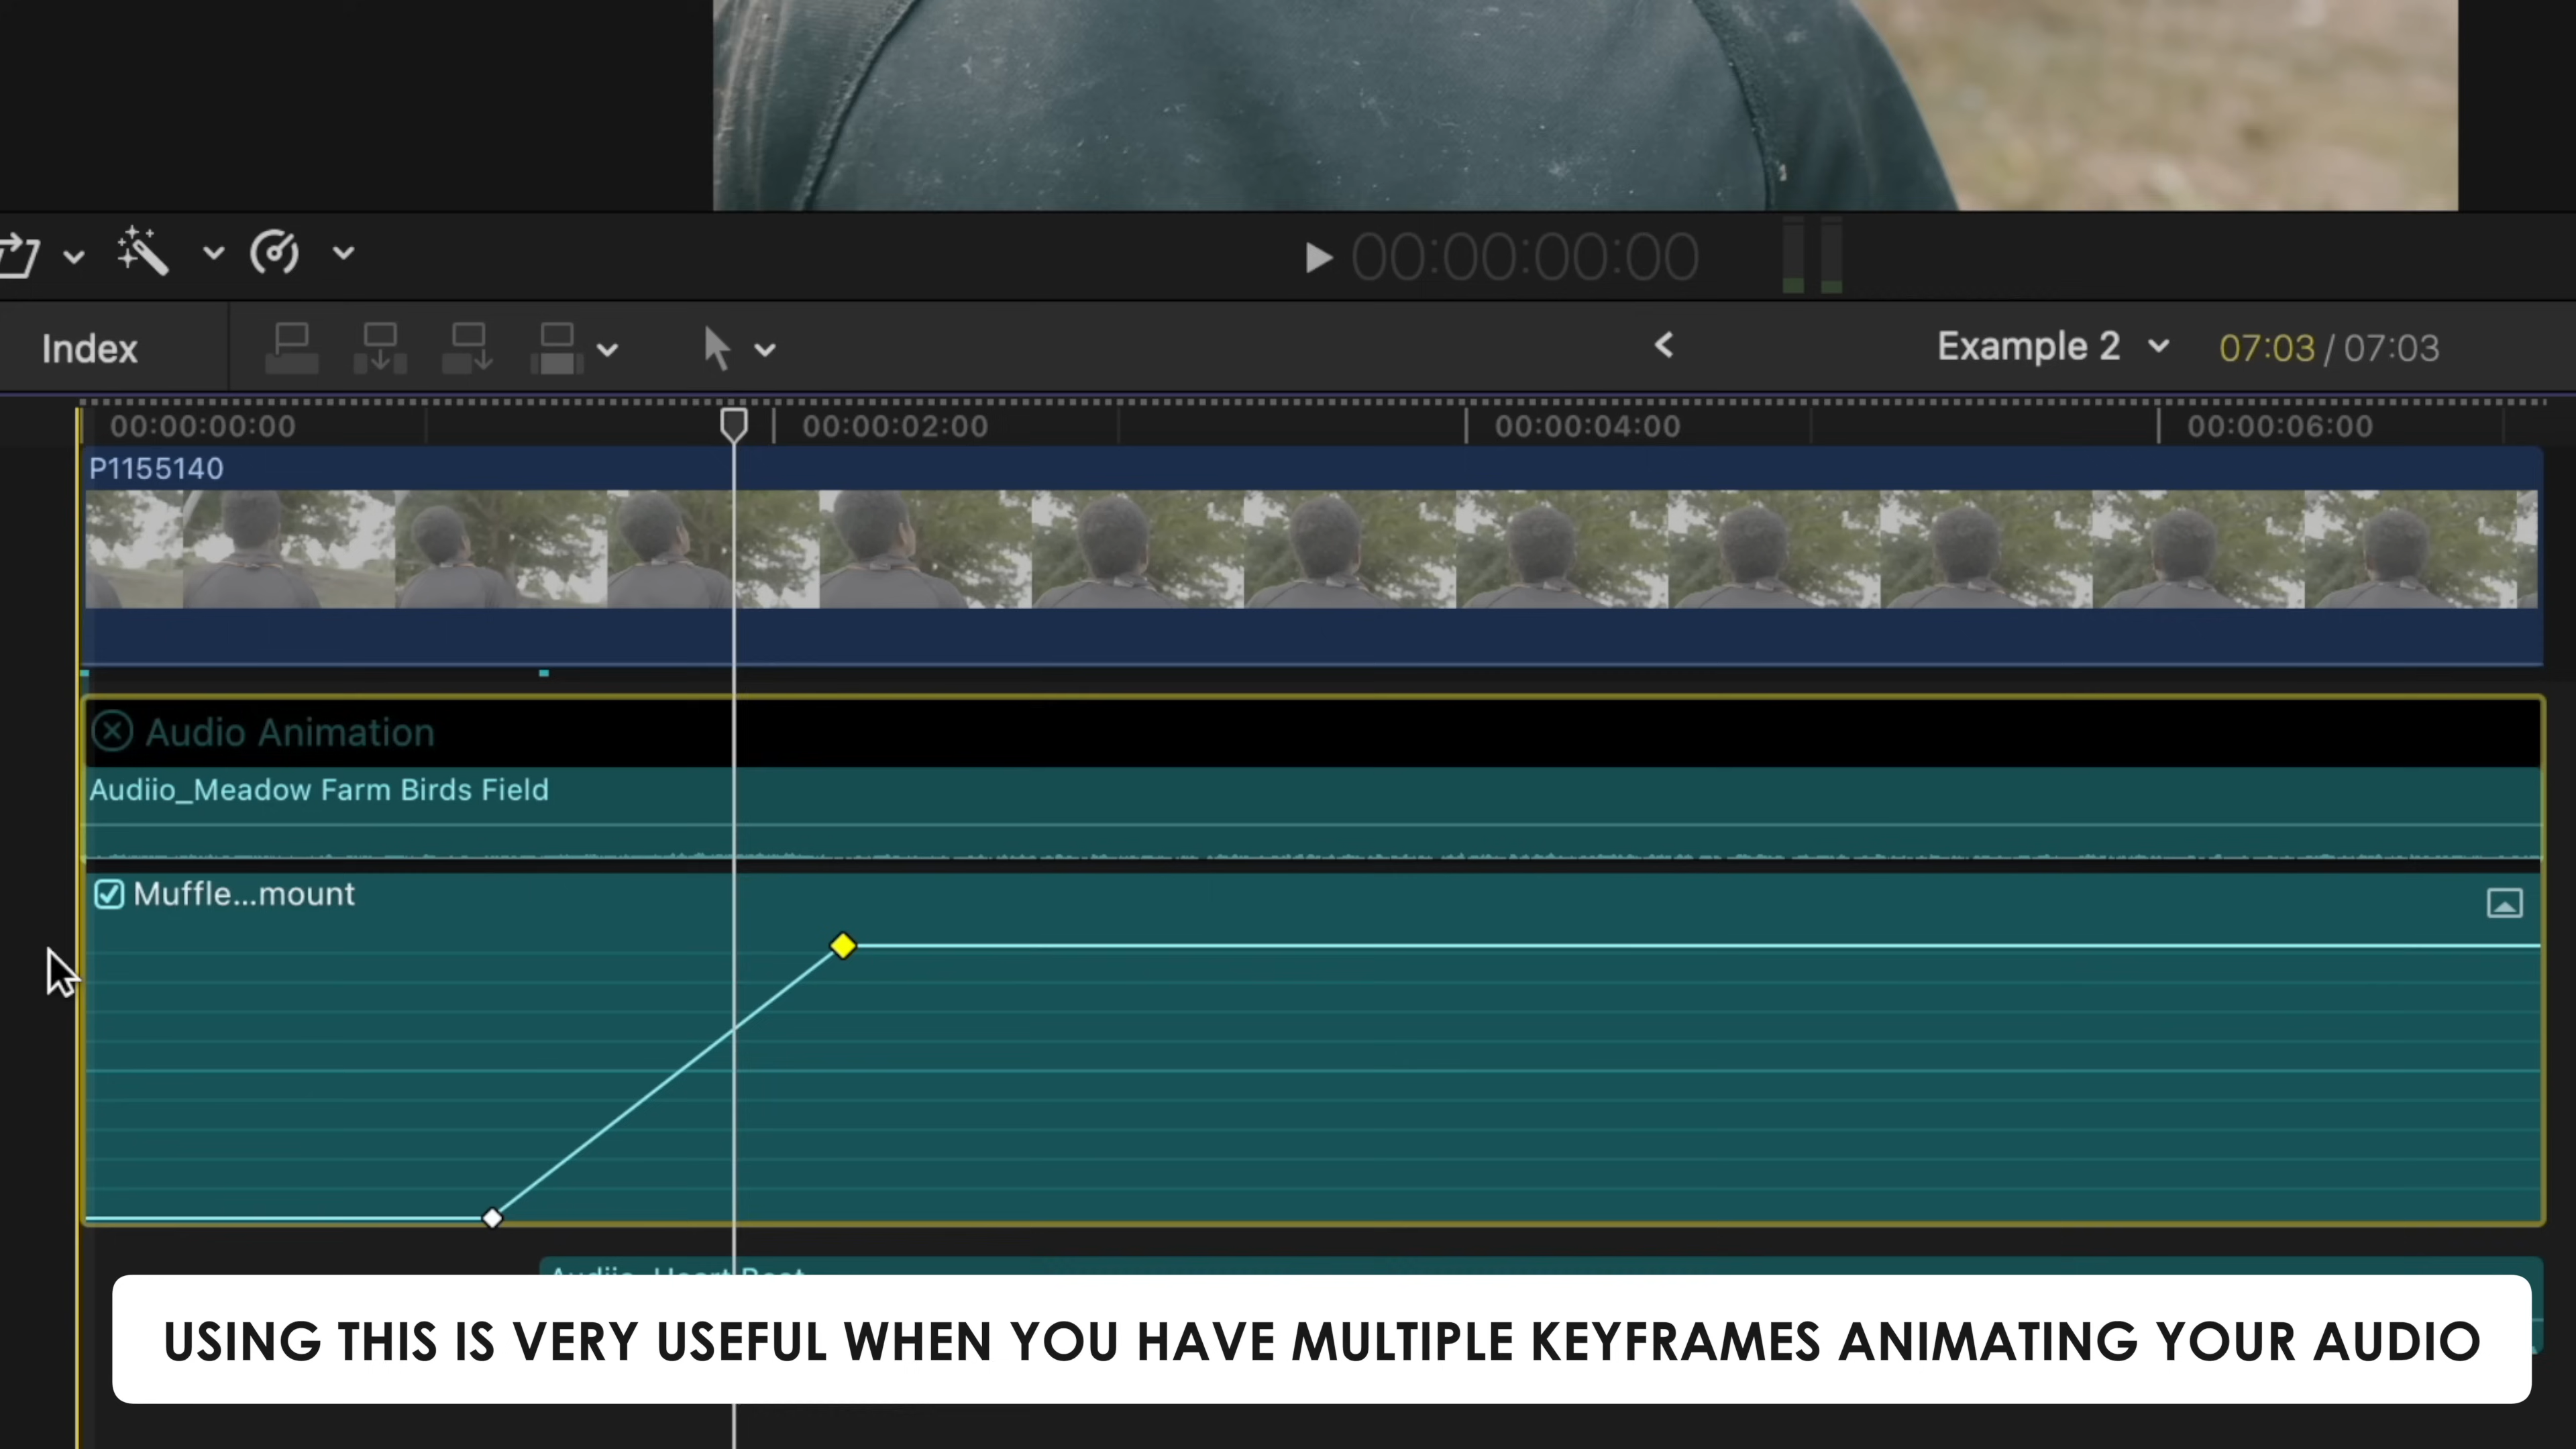 00:00:00:00
Index
Example 2
07:03 / 07:03
00:00:00:00
00:00:02:00
00:00:04:00
00:00:06:00
P1155140
Audio Animation
Audiio_Meadow Farm Birds Field
Muffle...mount
Audiio_Heart Beat
USING THIS IS VERY USEFUL WHEN YOU HAVE MULTIPLE KEYFRAMES ANIMATING YOUR AUDIO